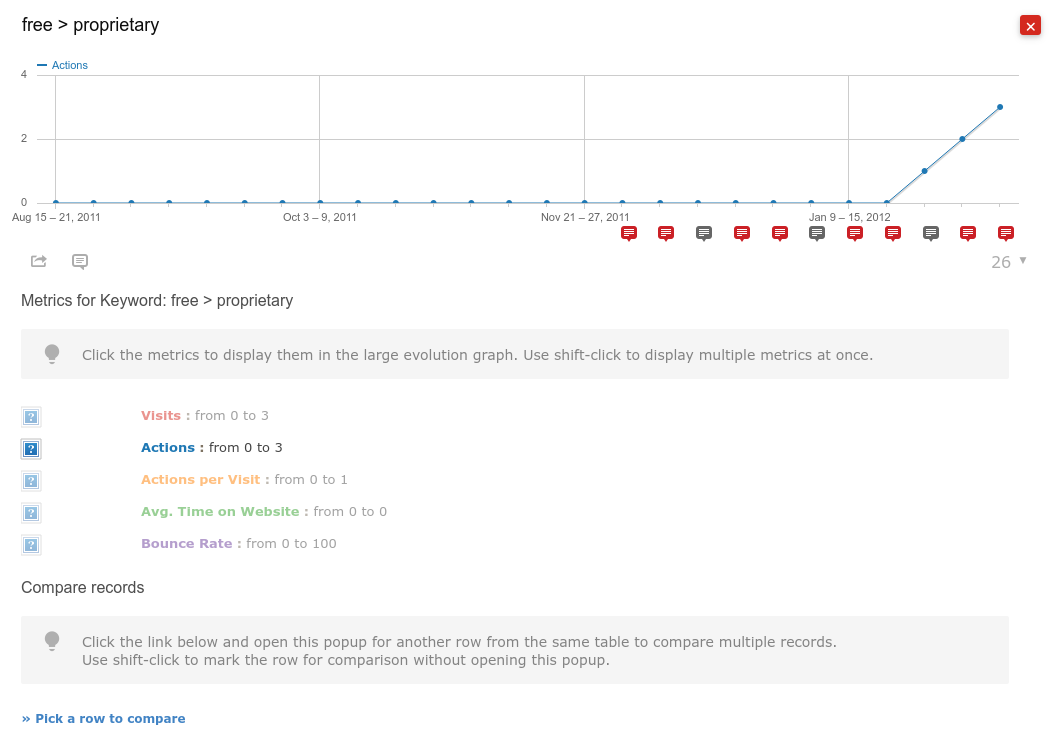 free > proprietary
Actions
4
2
0
Aug 15 – 21, 2011
Oct 3 – 9, 2011
Nov 21 – 27, 2011
Jan 9 – 15, 2012
26
Metrics for Keyword: free > proprietary
Click the metrics to display them in the large evolution graph. Use shift-click to display multiple metrics at once.
? Visits : from 0 to 3
? Actions : from 0 to 3
? Actions per Visit : from 0 to 1
? Avg. Time on Website : from 0 to 0
? Bounce Rate : from 0 to 100
Compare records
Click the link below and open this popup for another row from the same table to compare multiple records.
Use shift-click to mark the row for comparison without opening this popup.
» Pick a row to compare